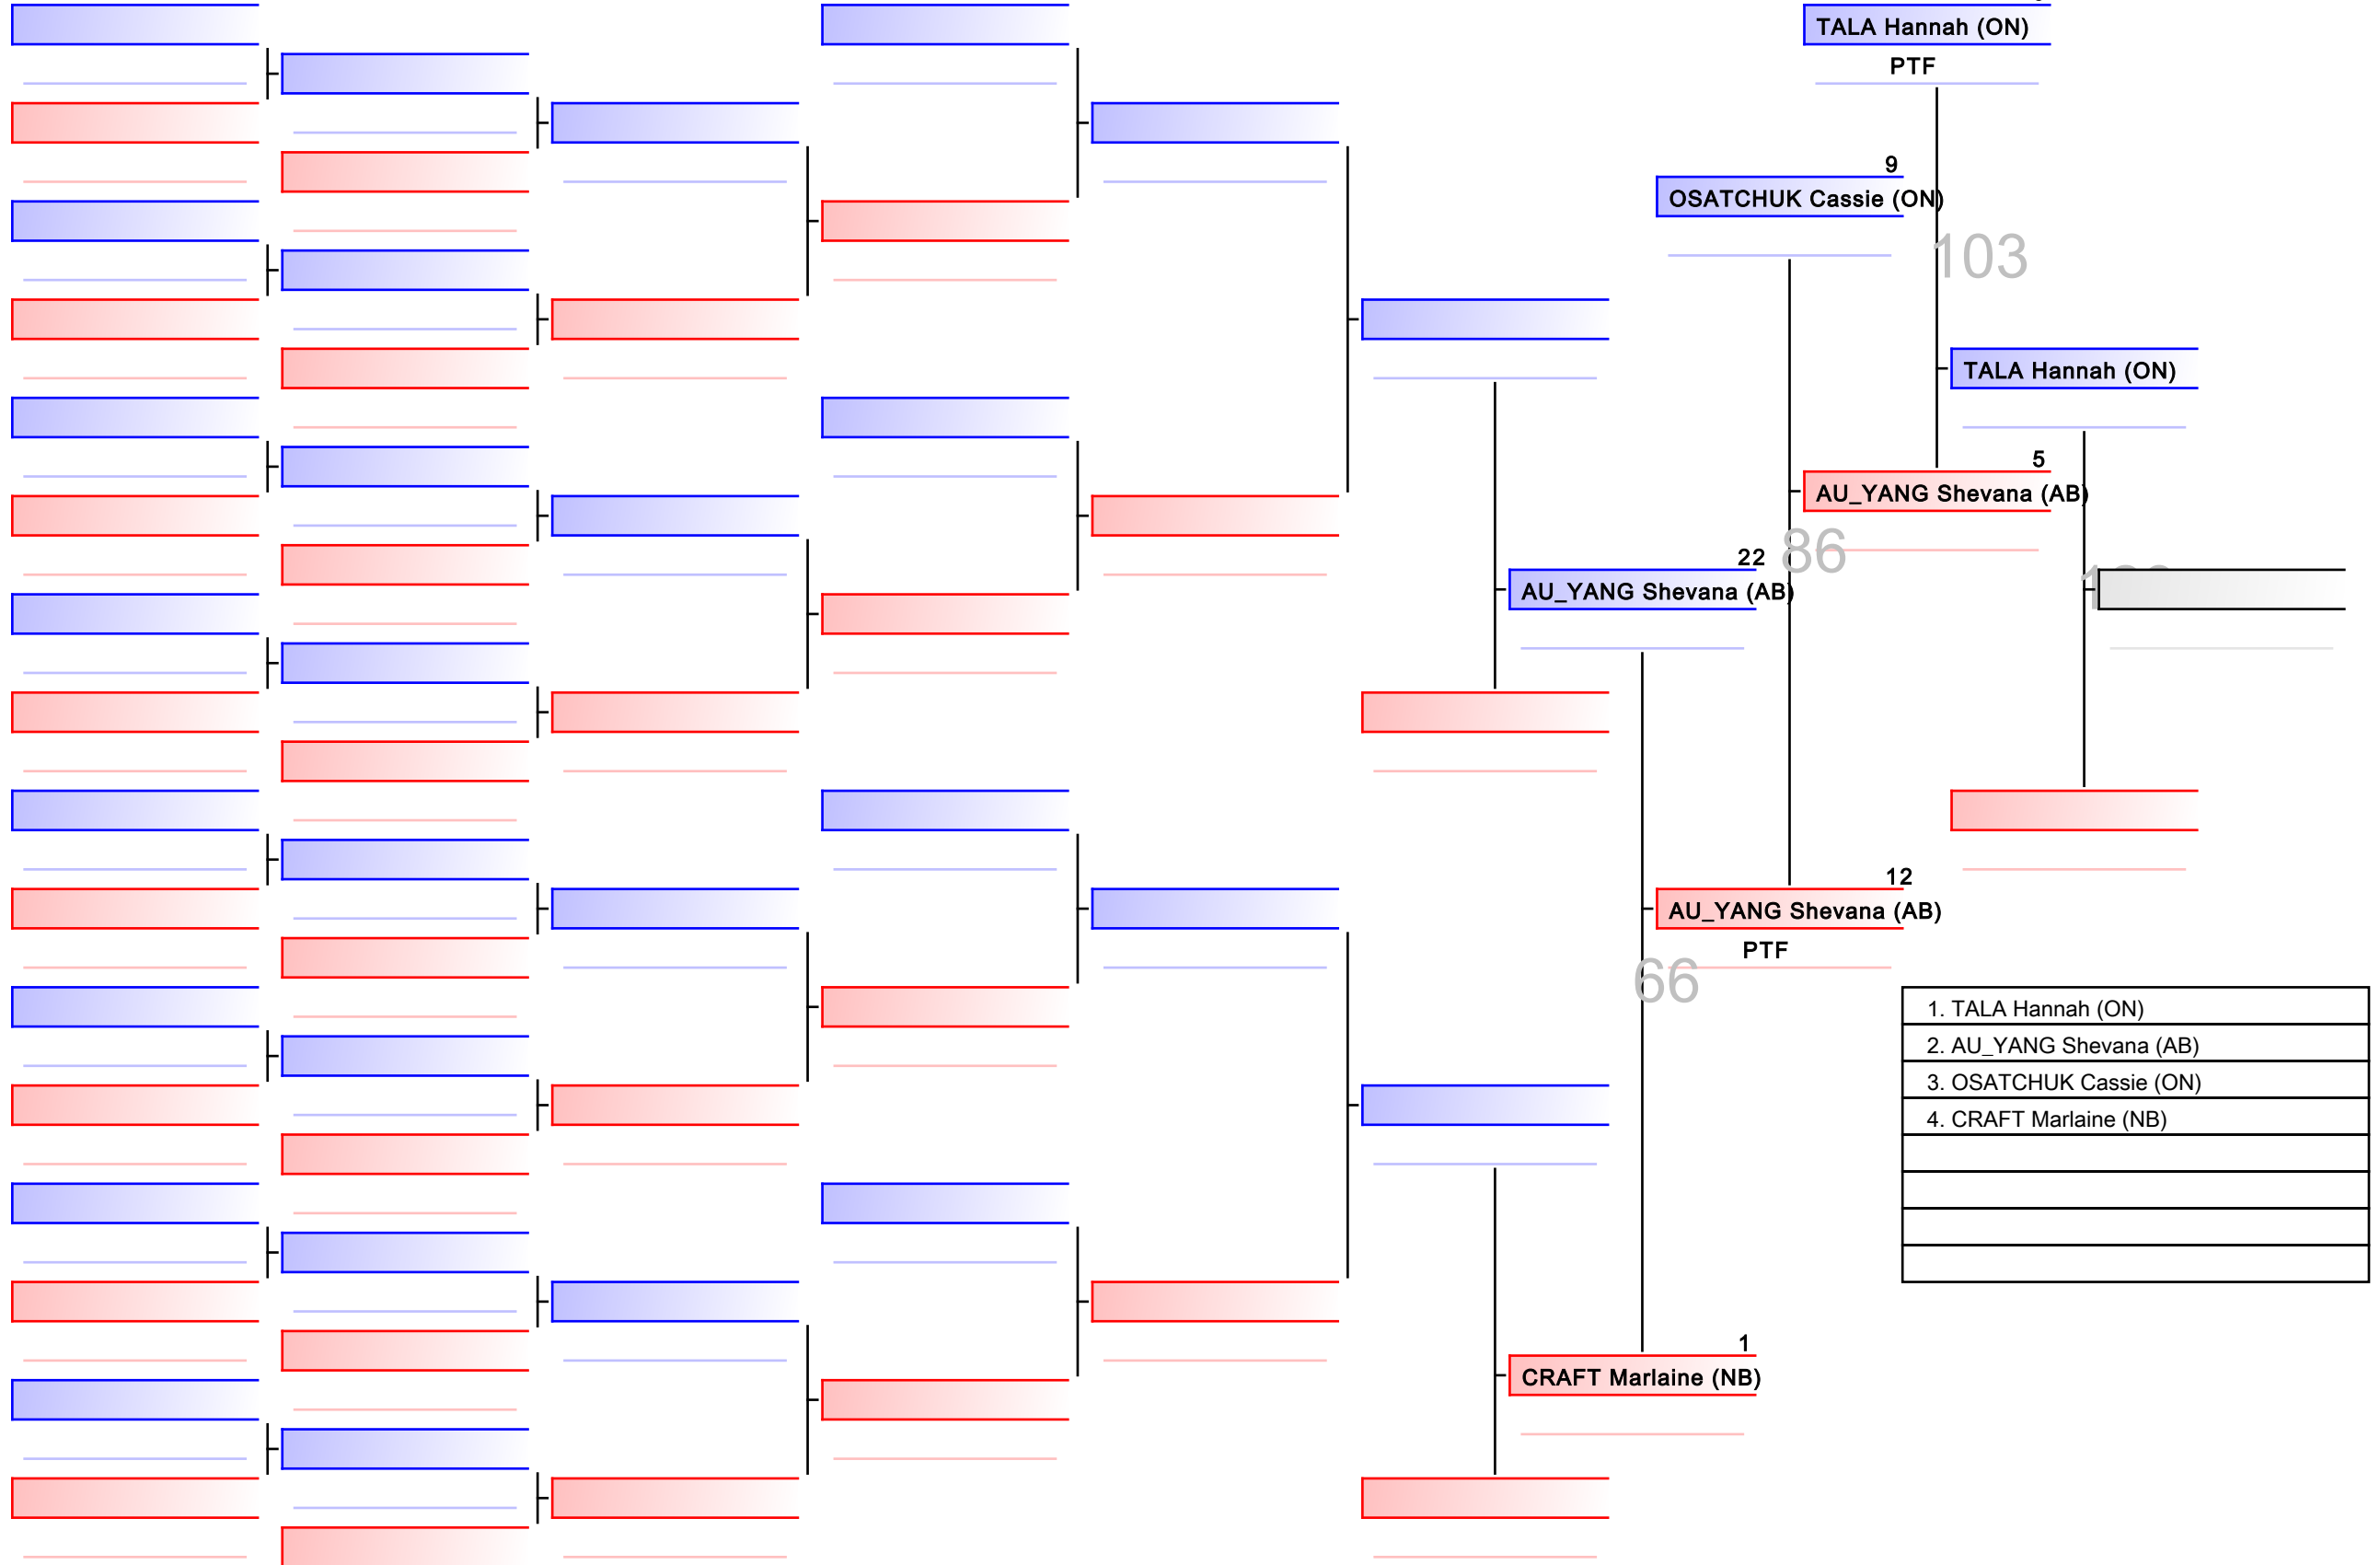 TALA Hannah (ON)
PTF
9
OSATCHUK Cassie (ON)
103
TALA Hannah (ON)
5
AU_YANG Shevana (AB)
86
22
AU_YANG Shevana (AB)
12
AU_YANG Shevana (AB)
PTF
66
1. TALA Hannah (ON)
2. AU_YANG Shevana (AB)
3. OSATCHUK Cassie (ON)
4. CRAFT Marlaine (NB)
1
CRAFT Marlaine (NB)